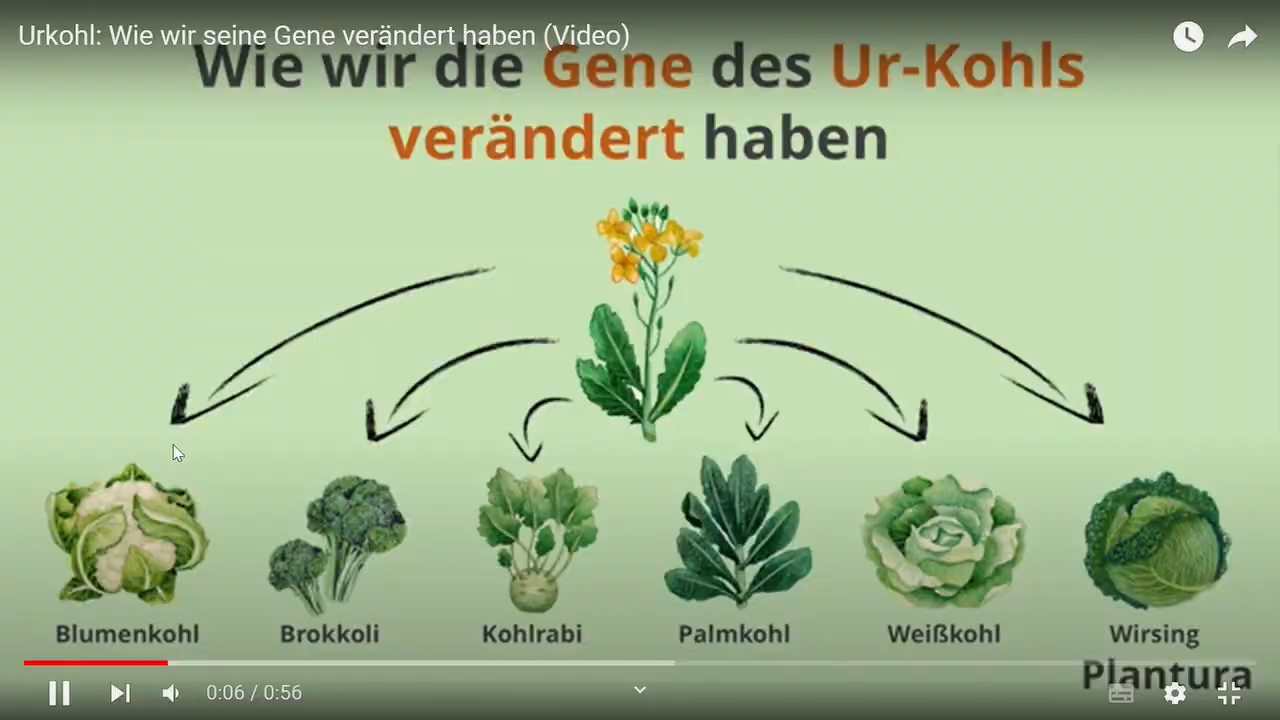 Urkohl: Wie wir seine Gene verändert haben (Video)
Wie wir die Gene des Ur-Kohls
verändert haben
Blumenkohl
Brokkoli
Kohlrabi
Palmkohl
Weißkohl
Wirsing
Plantura
0:06 / 0:56